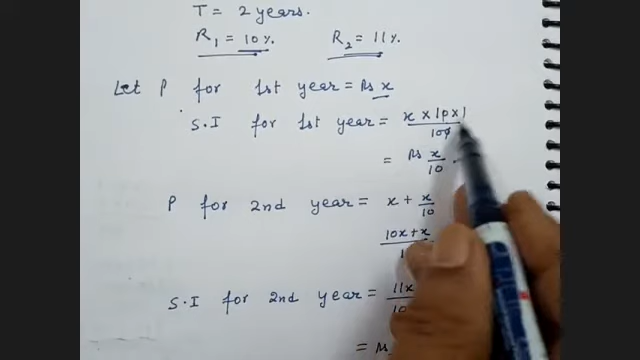 T = 2 years.
R1 = 10%. R2 = 11%.
Let P for 1st year = Rs x
S.I for 1st year = x × 10 × 1 / 100
= Rs x/10
P for 2nd year = x + x/10
10x + x
S.I for 2nd year = 11x
= Rs